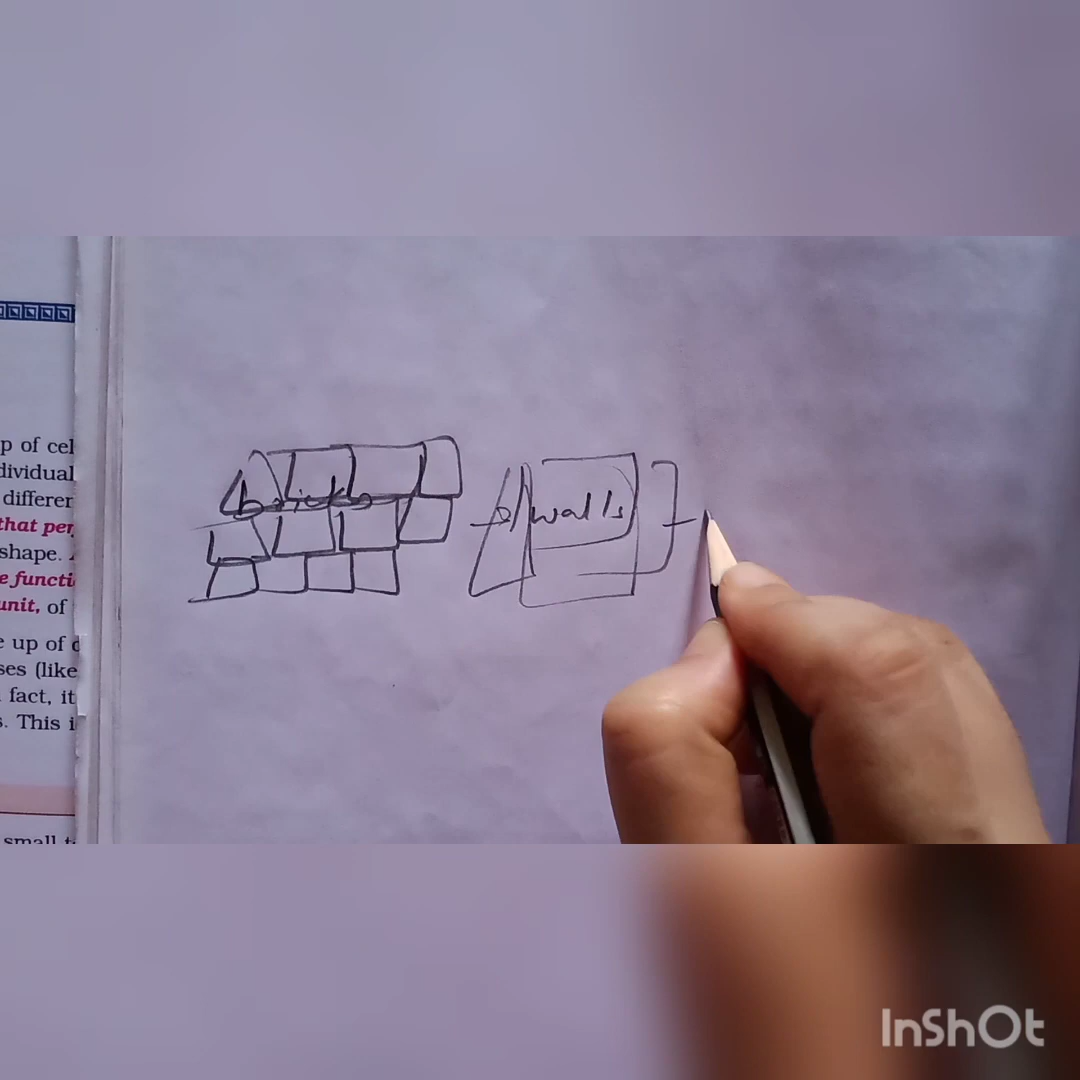 p of cel
dividual
differen
that per
shape.
e functi
unit, of
e up of
ses (like
fact, it
s. This i
small t
bricks
walls
InShOt